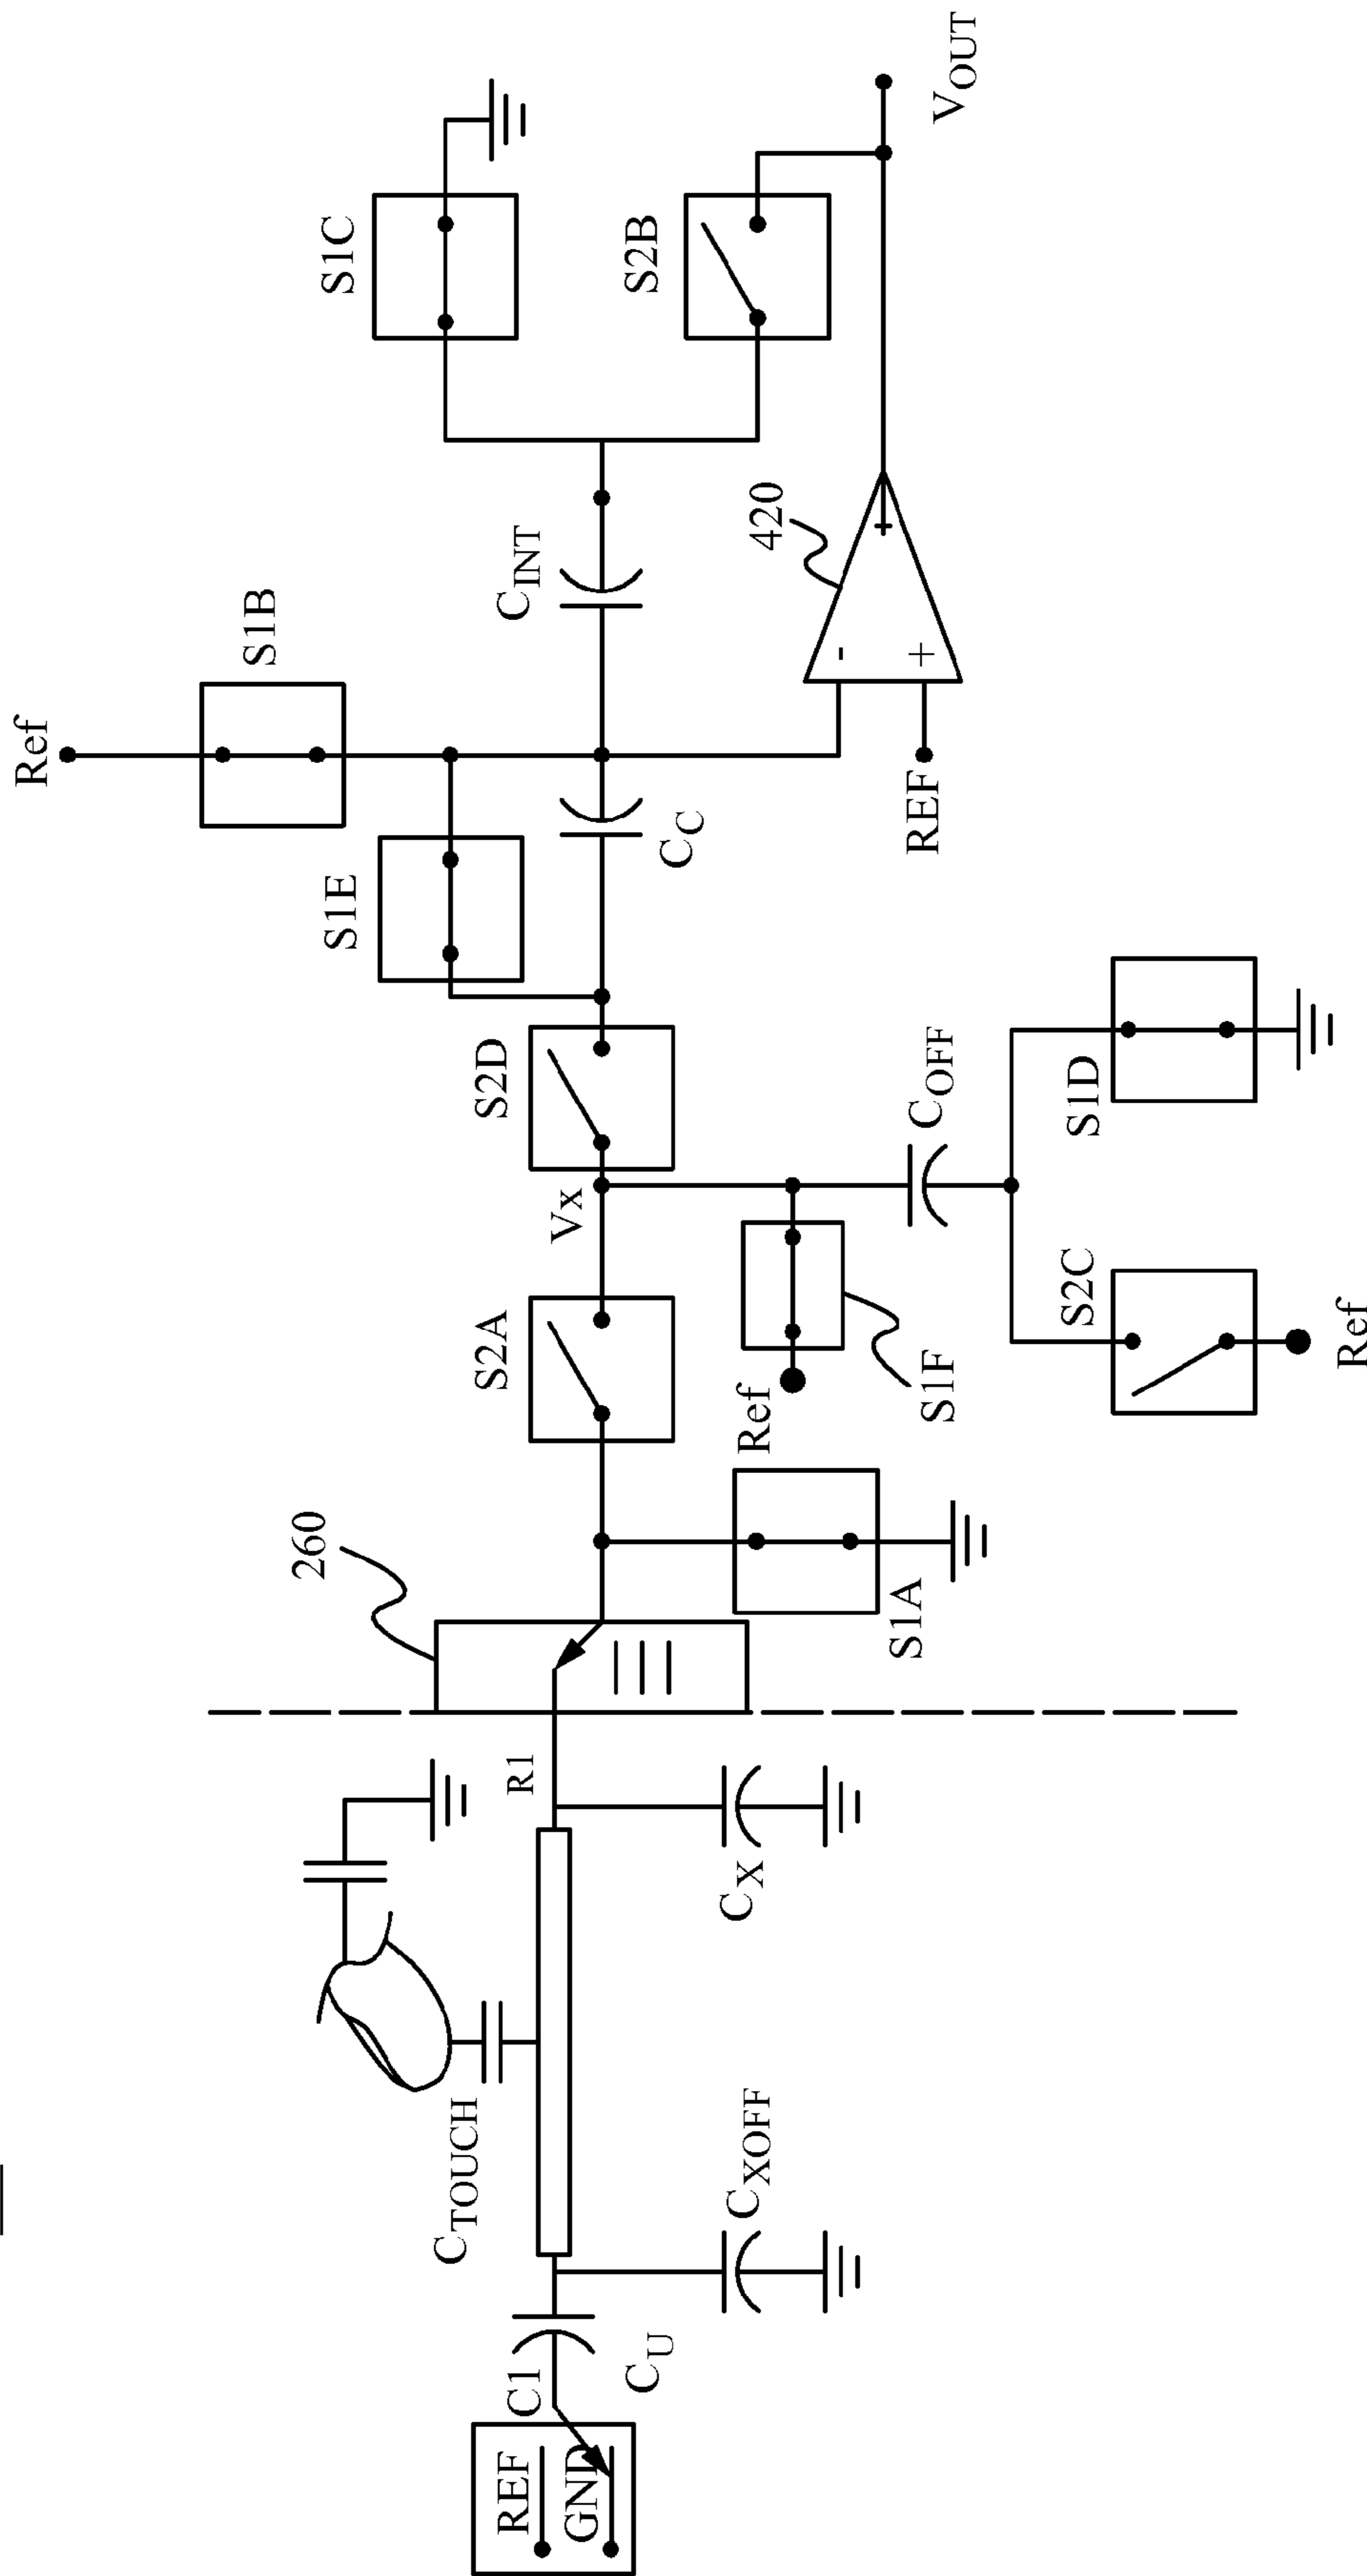 REF
GND
C1
CU
CTOUCH
CXOFF
CX
R1
260
S1A
S2A
Ref
S1F
Vx
S2D
COFF
S2C
Ref
S1D
S1E
CC
Ref
S1B
REF
CINT
-
+
420
S1C
S2B
VOUT